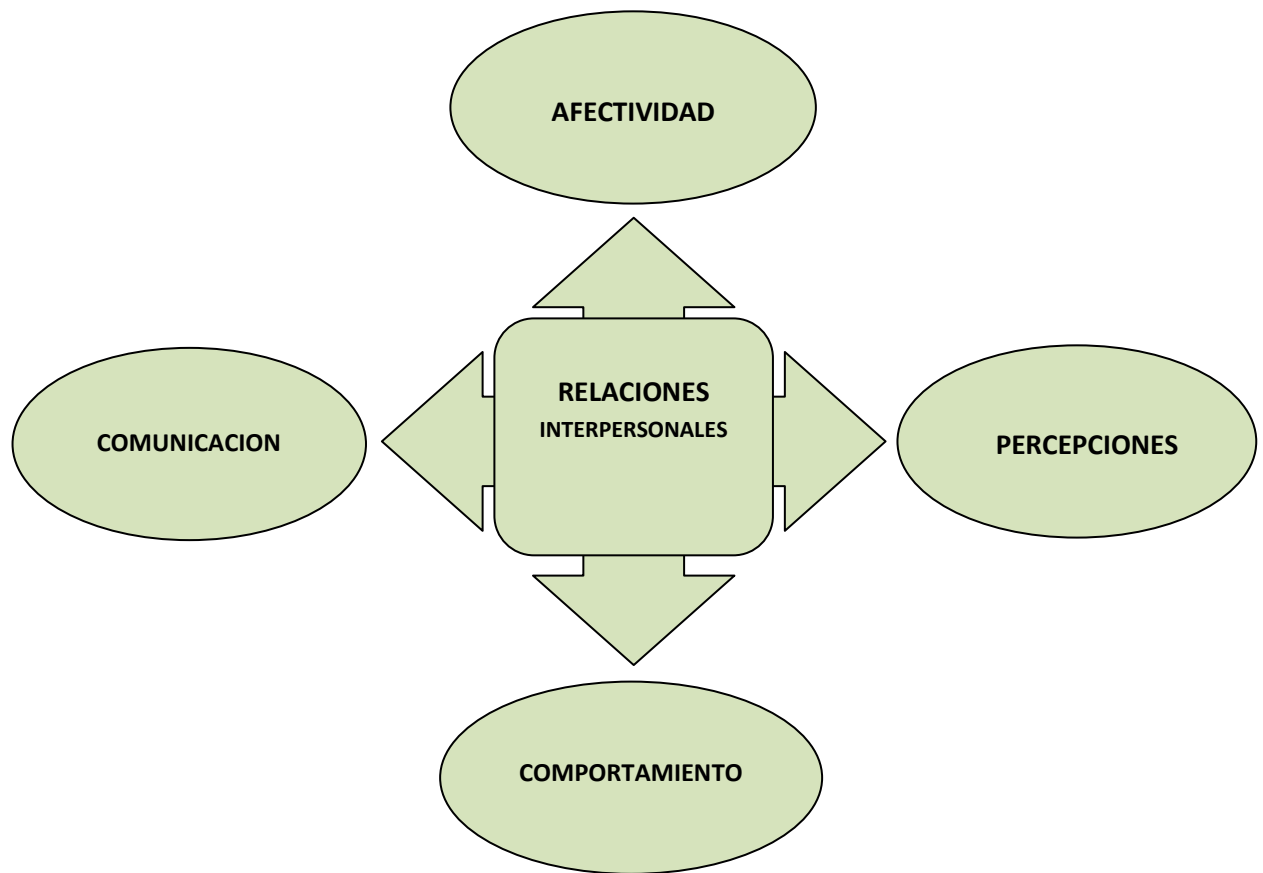 AFECTIVIDAD
RELACIONES
INTERPERSONALES
COMUNICACION
PERCEPCIONES
COMPORTAMIENTO